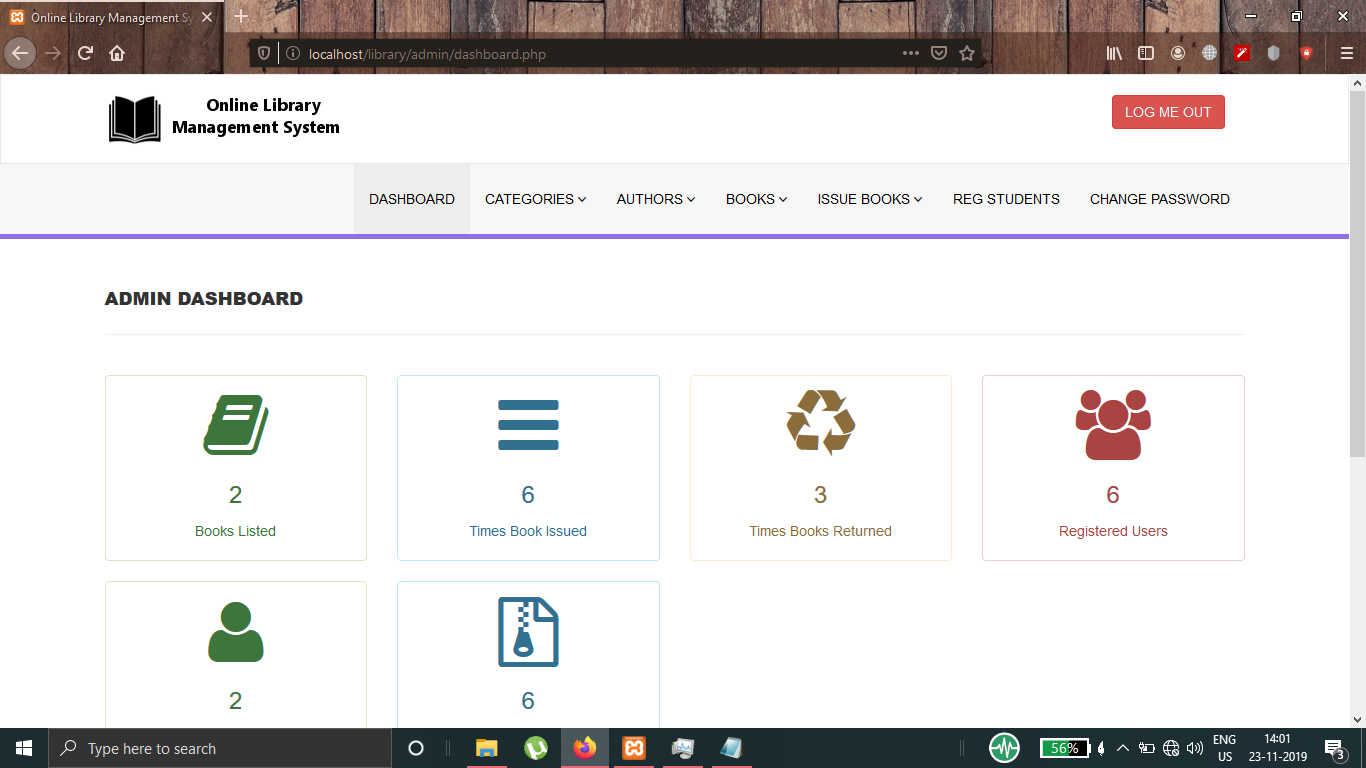 Online Library Management Sy
localhost/library/admin/dashboard.php
Online Library
Management System
LOG ME OUT
DASHBOARD
CATEGORIES
AUTHORS
BOOKS
ISSUE BOOKS
REG STUDENTS
CHANGE PASSWORD
ADMIN DASHBOARD
2
Books Listed
6
Times Book Issued
3
Times Books Returned
6
Registered Users
2
6
Type here to search
56%
ENG
US
14:01
23-11-2019
3